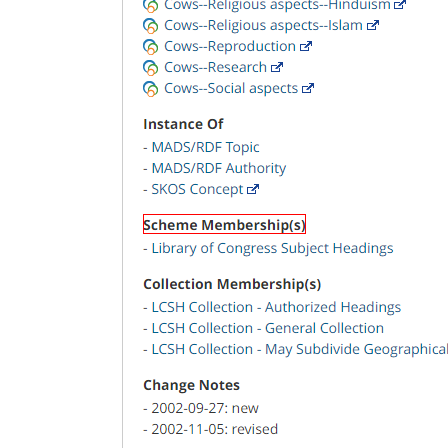 Cows--Religious aspects--Hinduism
Cows--Religious aspects--Islam
Cows--Reproduction
Cows--Research
Cows--Social aspects
Instance Of
- MADS/RDF Topic
- MADS/RDF Authority
- SKOS Concept
Scheme Membership(s)
- Library of Congress Subject Headings
Collection Membership(s)
- LCSH Collection - Authorized Headings
- LCSH Collection - General Collection
- LCSH Collection - May Subdivide Geographical
Change Notes
- 2002-09-27: new
- 2002-11-05: revised